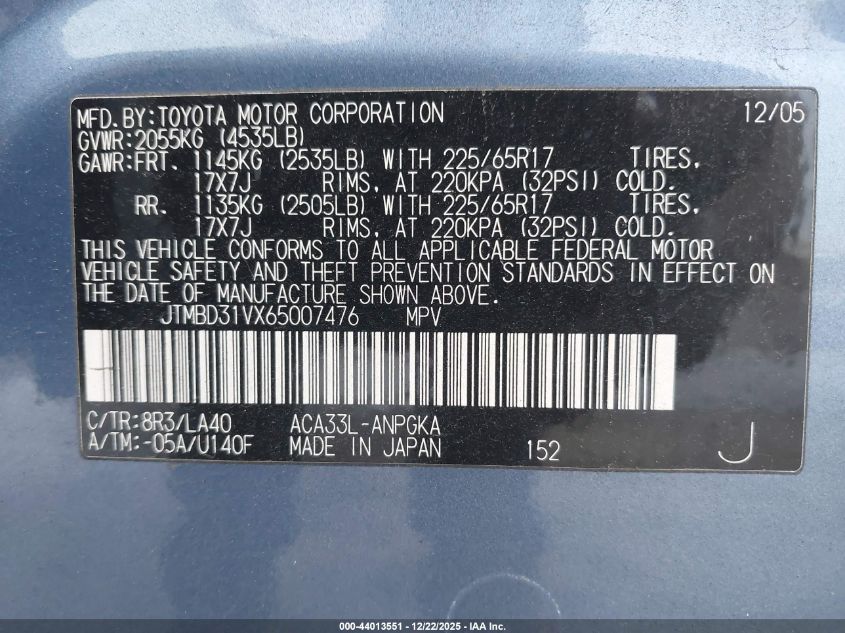 MFD.BY:TOYOTA MOTOR CORPORATION 12/05
GVWR:2055KG (4535LB)
GAWR:FRT. 1145KG (2535LB) WITH 225/65R17 TIRES,
17X7J RIMS, AT 220KPA (32PSI) COLD.
RR. 1135KG (2505LB) WITH 225/65R17 TIRES,
17X7J RIMS, AT 220KPA (32PSI) COLD.
THIS VEHICLE CONFORMS TO ALL APPLICABLE FEDERAL MOTOR
VEHICLE SAFETY AND THEFT PREVENTION STANDARDS IN EFFECT ON
THE DATE OF MANUFACTURE SHOWN ABOVE.
JTMBD31VX65007476 MPV
C/TR:8R3/LA40 ACA33L-ANPGKA
A/TM:-05A/U140F MADE IN JAPAN 152 J
000-44013551 | 12/22/2025 | IAA Inc.